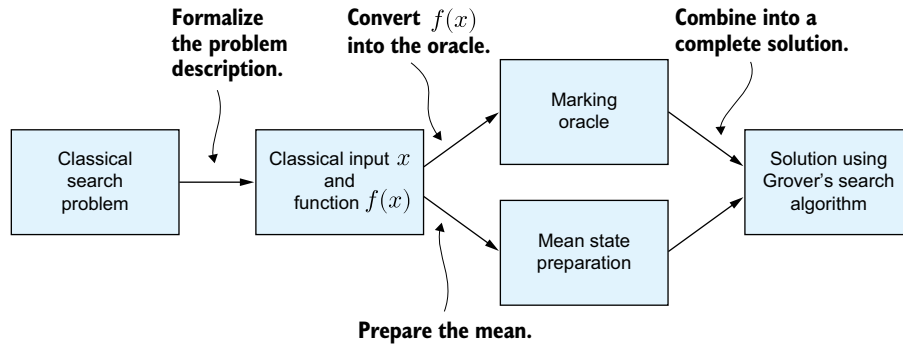 Formalize
the problem
description.
Convert f(x)
into the oracle.
Combine into a
complete solution.
Classical
search
problem
Classical input x
and
function f(x)
Marking
oracle
Mean state
preparation
Solution using
Grover's search
algorithm
Prepare the mean.